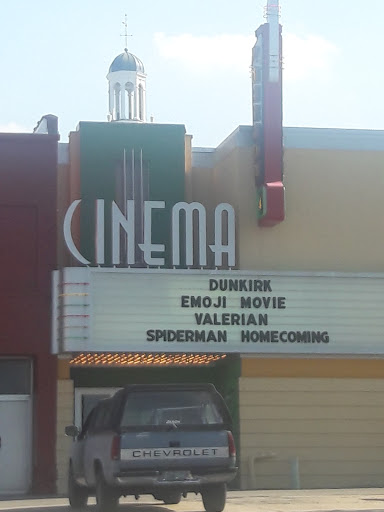 CINEMA
DUNKIRK
EMOJI MOVIE
VALERIAN
SPIDERMAN HOMECOMING
CHEVROLET